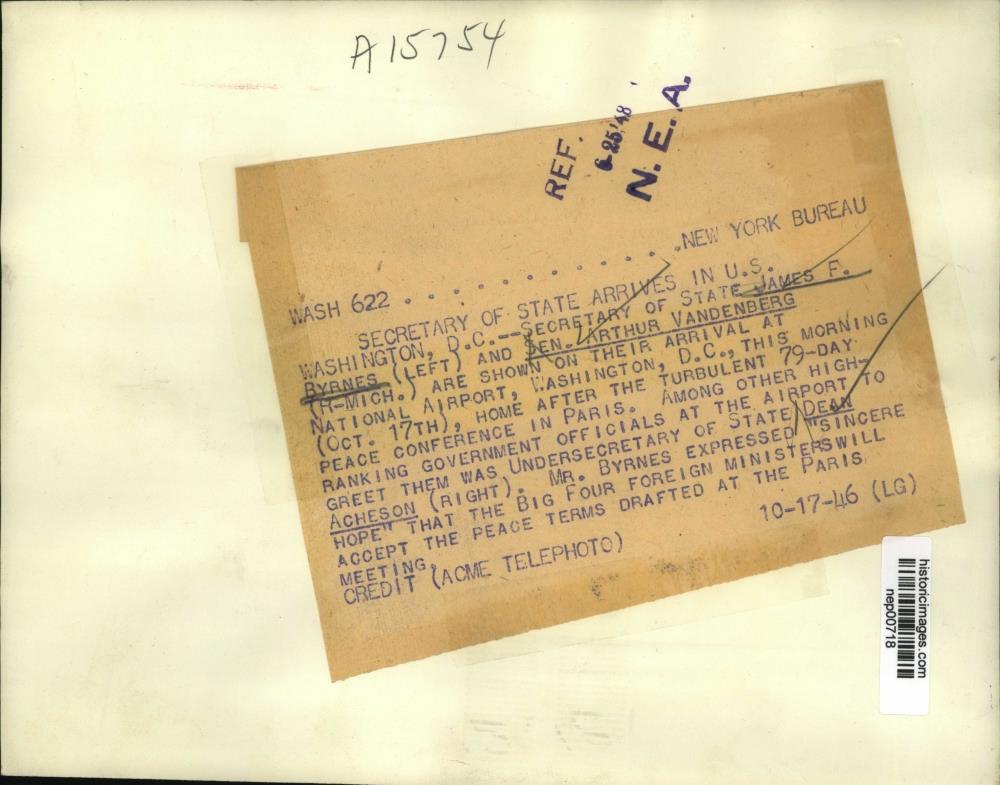 A15754
REF.
6-25'48
N. E. A.
WASH 622 . . . . . . . . . . . . . .NEW YORK BUREAU
SECRETARY OF STATE ARRIVES IN U.S.
WASHINGTON, D.C.--SECRETARY OF STATE JAMES F.
BYRNES (LEFT) AND SEN. ARTHUR VANDENBERG
(R-MICH.) ARE SHOWN ON THEIR ARRIVAL AT
NATIONAL AIRPORT, WASHINGTON, D.C., THIS MORNING
(OCT. 17TH), HOME AFTER THE TURBULENT 79-DAY
PEACE CONFERENCE IN PARIS. AMONG OTHER HIGH-
RANKING GOVERNMENT OFFICIALS AT THE AIRPORT TO
GREET THEM WAS UNDERSECRETARY OF STATE DEAN
ACHESON (RIGHT). MR. BYRNES EXPRESSED "SINCERE
HOPE" THAT THE BIG FOUR FOREIGN MINISTERSWILL
ACCEPT THE PEACE TERMS DRAFTED AT THE PARIS
MEETING.
CREDIT (ACME TELEPHOTO) 10-17-46 (LG)
historicimages.com
nep00718